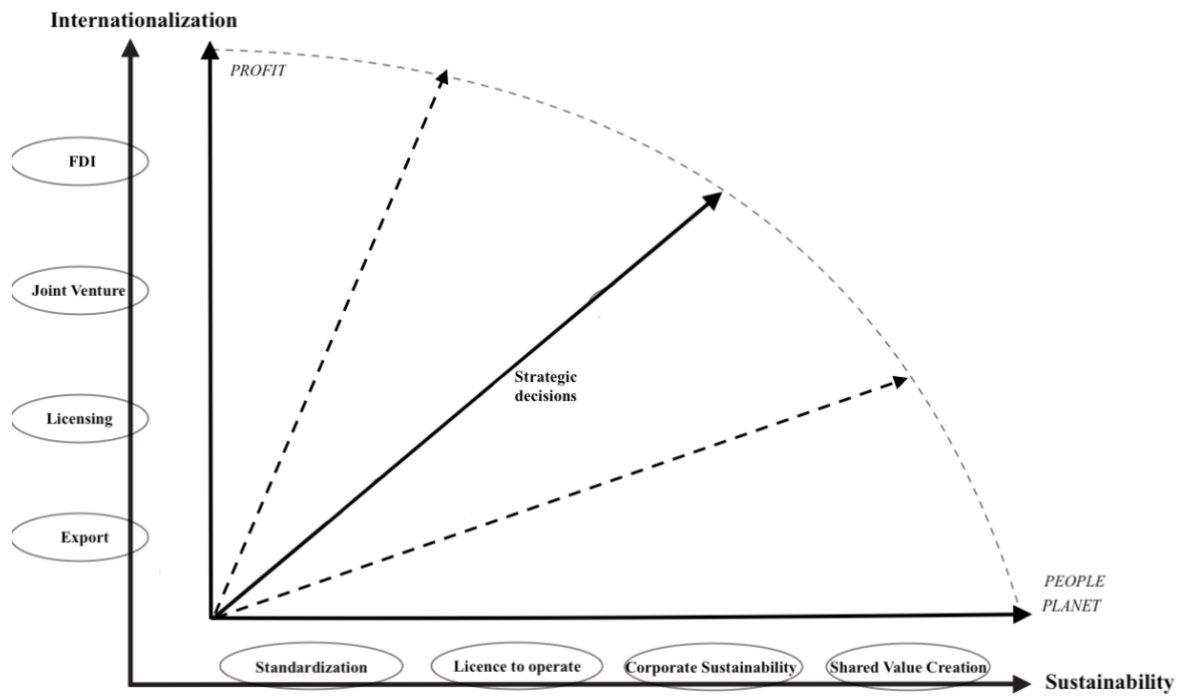 Internationalization
PROFIT
FDI
Joint Venture
Licensing
Export
Strategic
decisions
PEOPLE
PLANET
Standardization
Licence to operate
Corporate Sustainability
Shared Value Creation
Sustainability